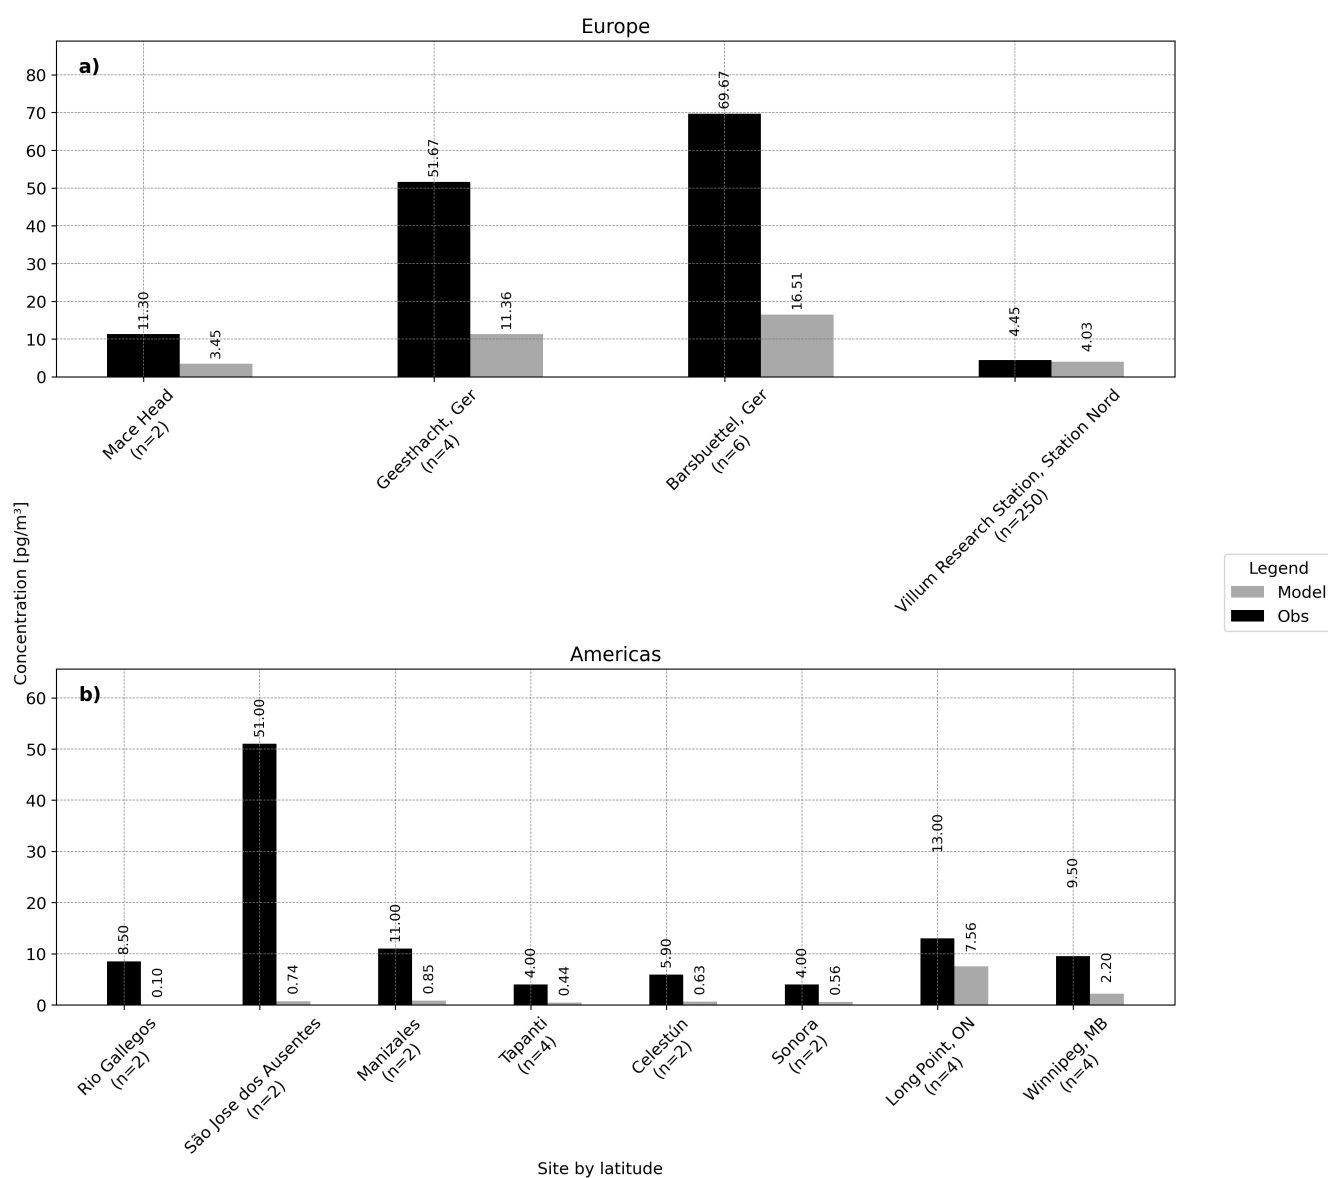 Europe
a)
80
70
60
50
40
30
20
10
0
11.30
3.45
51.67
11.36
69.67
16.51
4.45
4.03
Mace Head
(n=2)
Geesthacht, Ger
(n=4)
Barsbuettel, Ger
(n=6)
Villum Research Station, Station Nord
(n=250)
Concentration [pg/m³]
Legend
Model
Obs
Americas
b)
60
50
40
30
20
10
0
8.50
0.10
51.00
0.74
11.00
0.85
4.00
0.44
5.90
0.63
4.00
0.56
13.00
7.56
9.50
2.20
Rio Gallegos
(n=2)
São Jose dos Ausentes
(n=2)
Manizales
(n=2)
Tapanti
(n=4)
Celestún
(n=2)
Sonora
(n=2)
Long Point, ON
(n=4)
Winnipeg, MB
(n=4)
Site by latitude